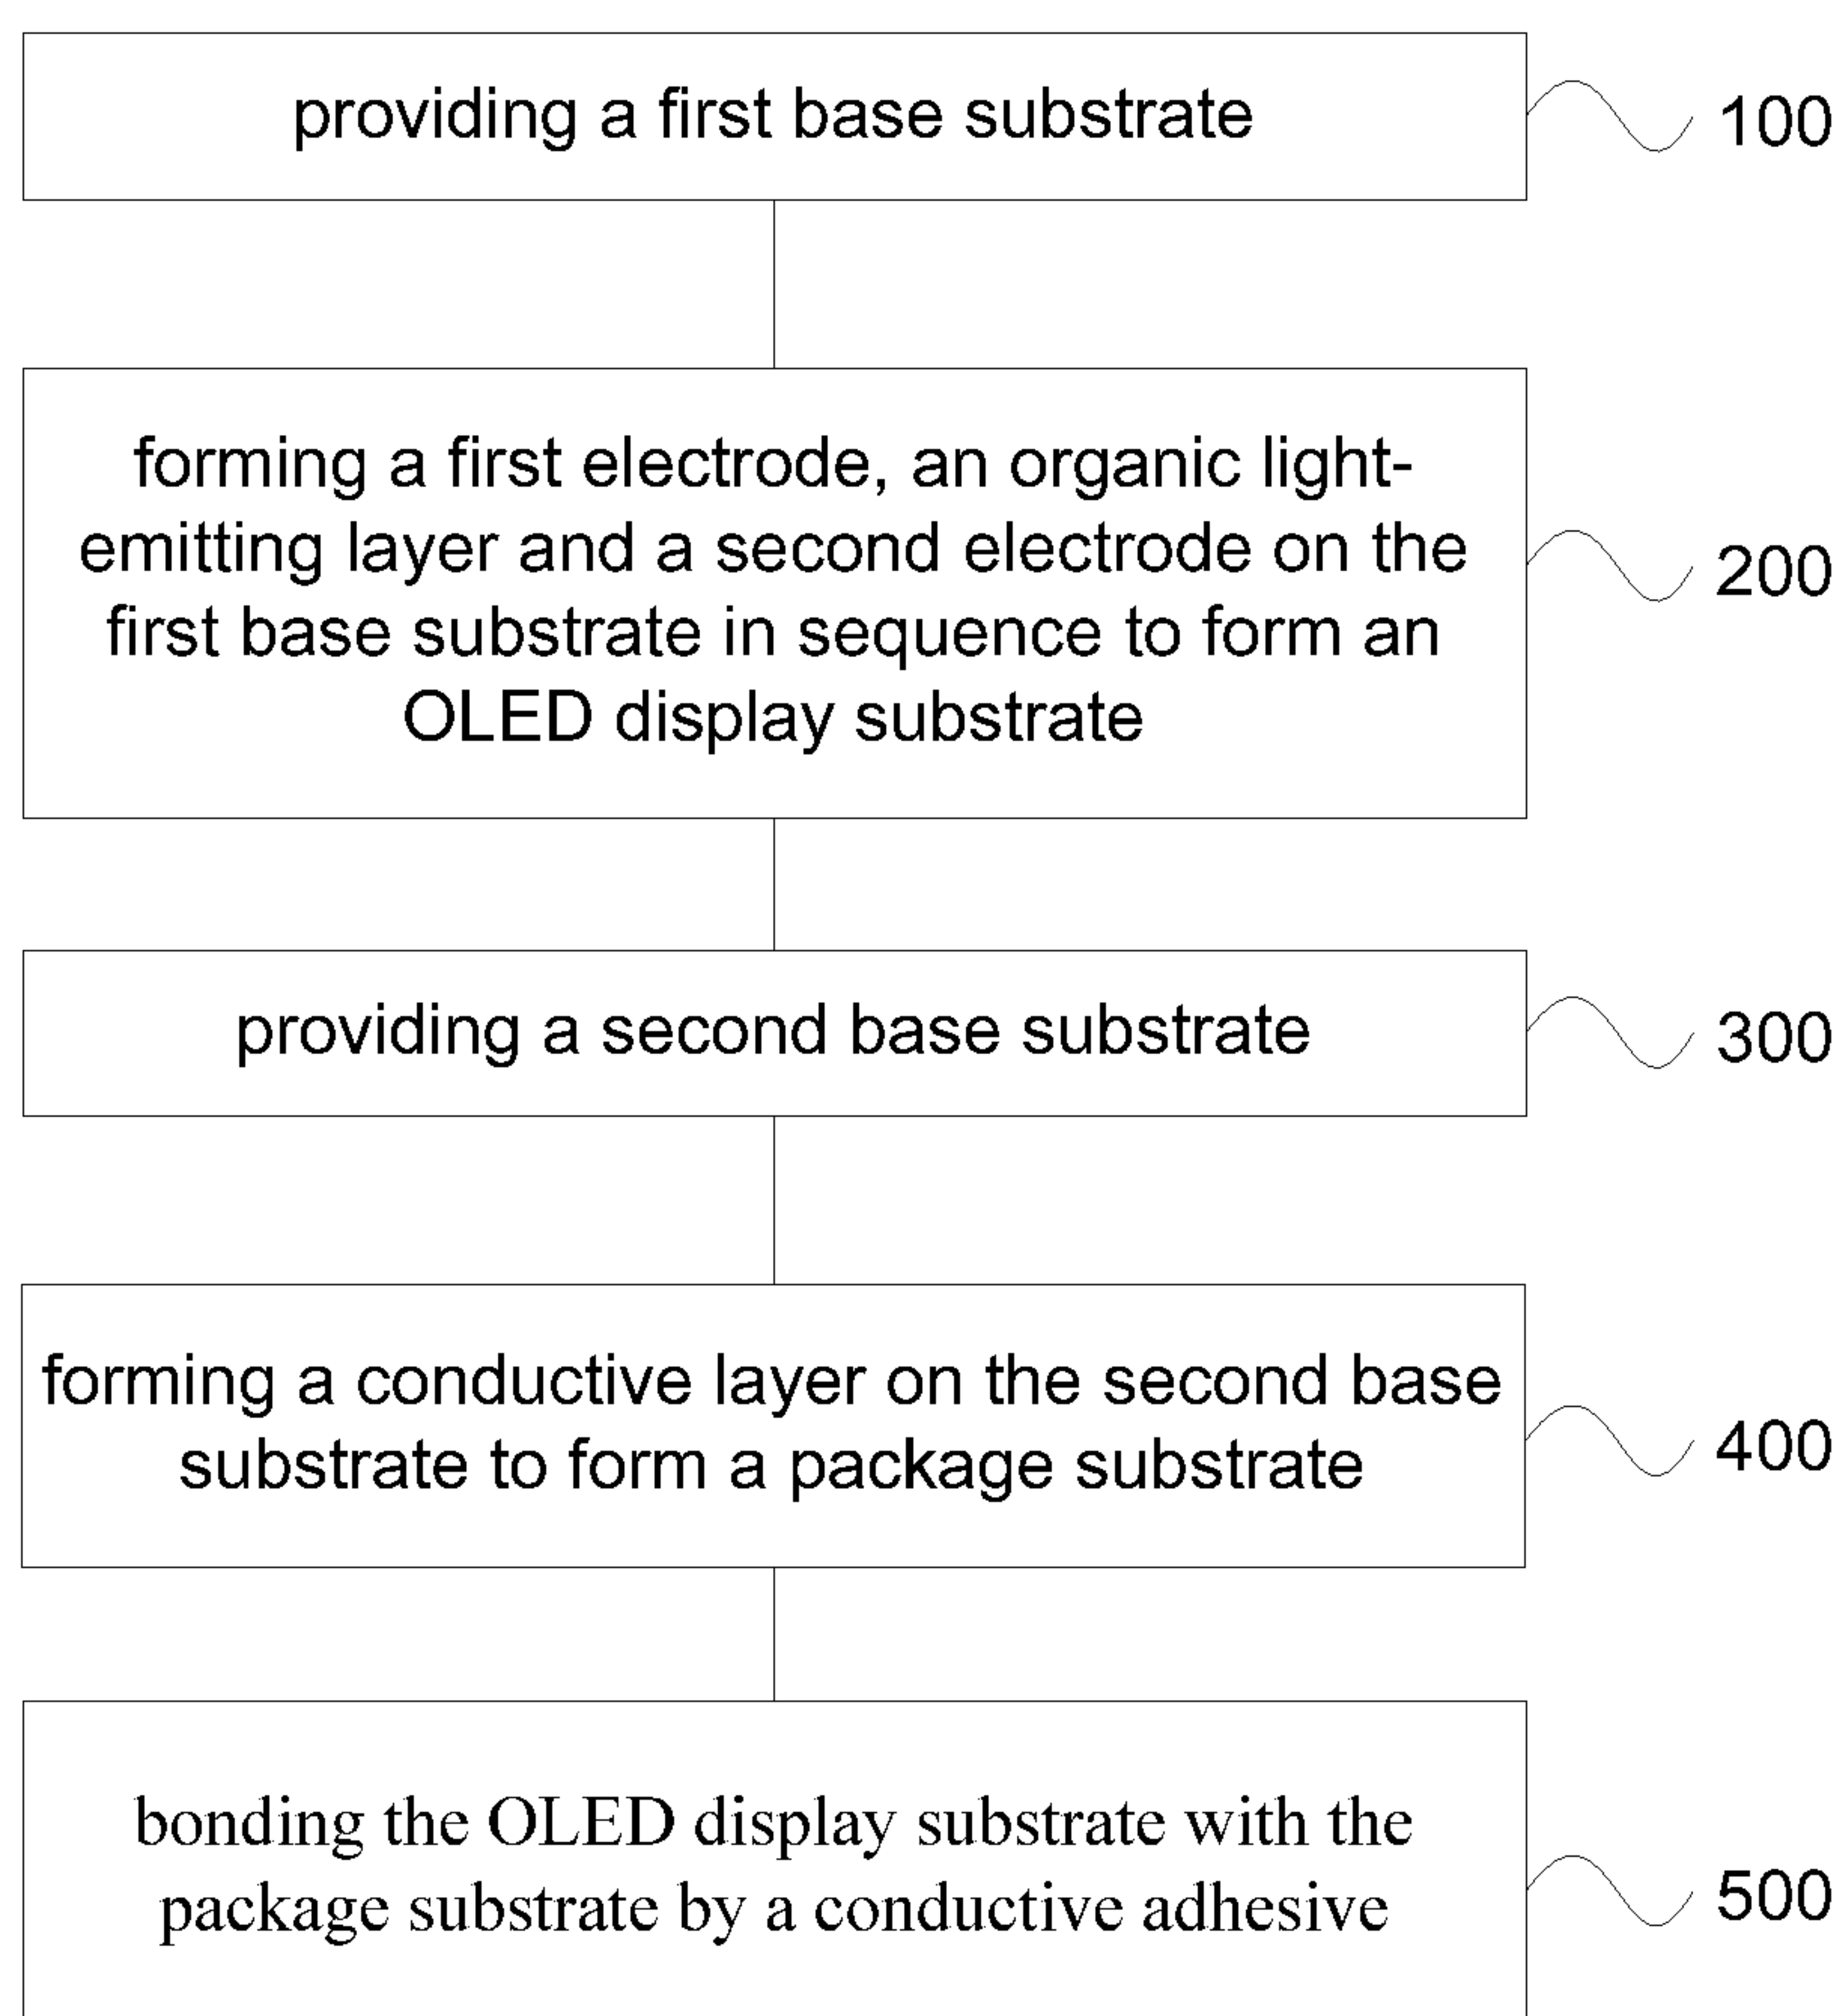 providing a first base substrate
100
forming a first electrode, an organic light-
emitting layer and a second electrode on the
first base substrate in sequence to form an
OLED display substrate
200
providing a second base substrate
300
forming a conductive layer on the second base
substrate to form a package substrate
400
bonding the OLED display substrate with the
package substrate by a conductive adhesive
500